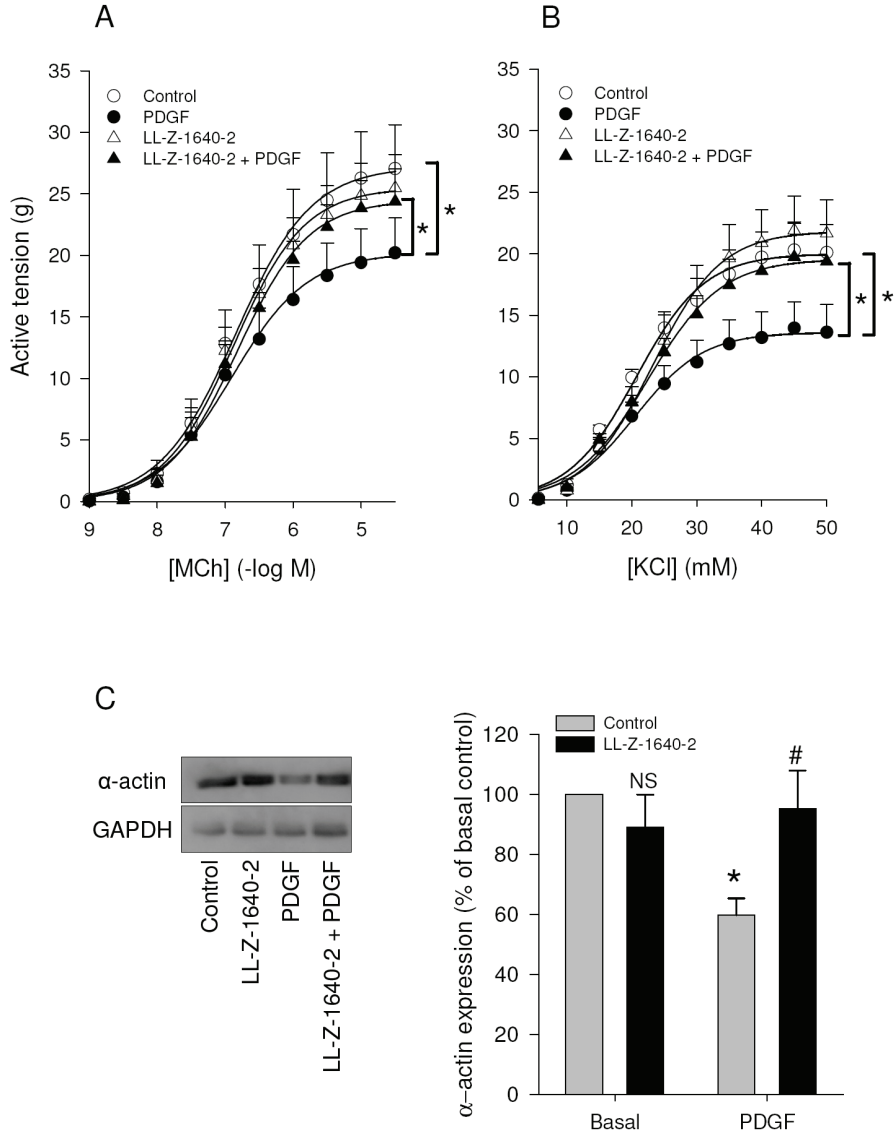 A
35
30
25
20
15
10
5
0
Active tension (g)
Control
PDGF
LL-Z-1640-2
LL-Z-1640-2 + PDGF
*
*
9 8 7 6 5
[MCh] (-log M)
B
35
30
25
20
15
10
5
0
Control
PDGF
LL-Z-1640-2
LL-Z-1640-2 + PDGF
*
*
10 20 30 40 50
[KCl] (mM)
C
α-actin
GAPDH
Control
LL-Z-1640-2
PDGF
LL-Z-1640-2 + PDGF
α–actin expression (% of basal control)
120
100
80
60
40
20
0
Control
LL-Z-1640-2
NS
*
#
Basal PDGF